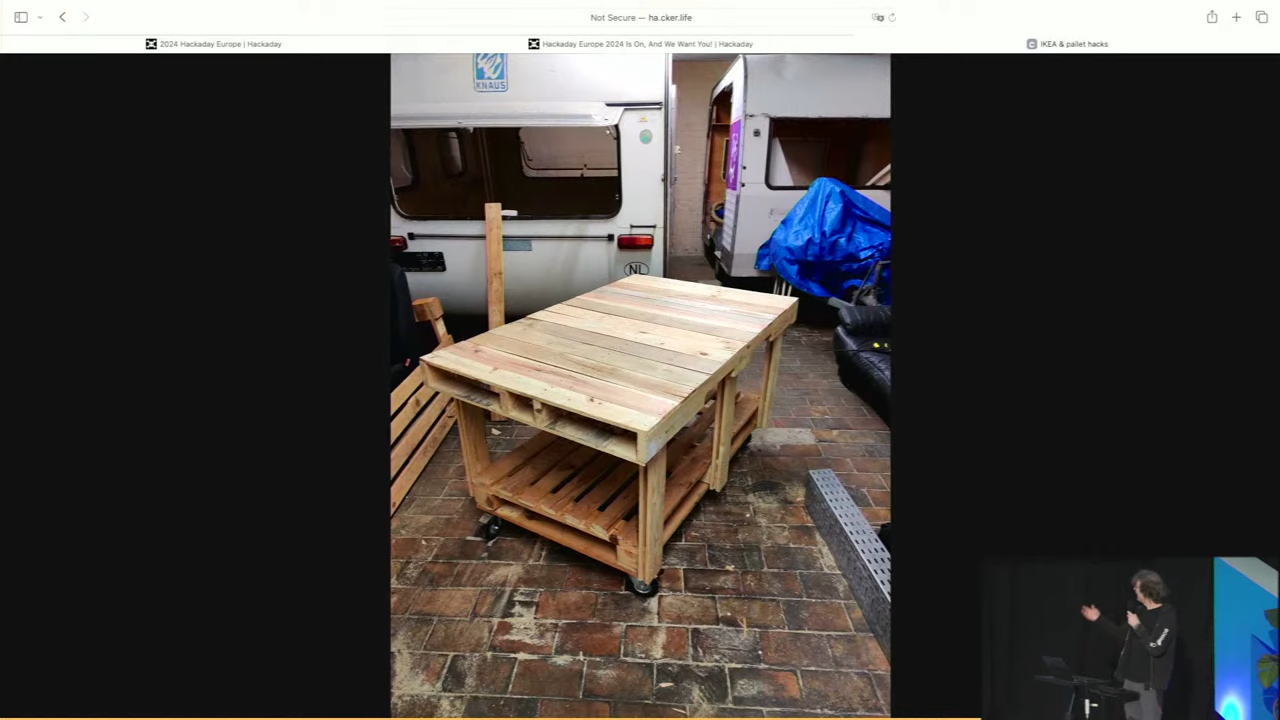 Not Secure — ha.cker.life
2024 Hackaday Europe | Hackaday
Hackaday Europe 2024 Is On, And We Want You! | Hackaday
IKEA & pallet hacks
KNAUS
NL